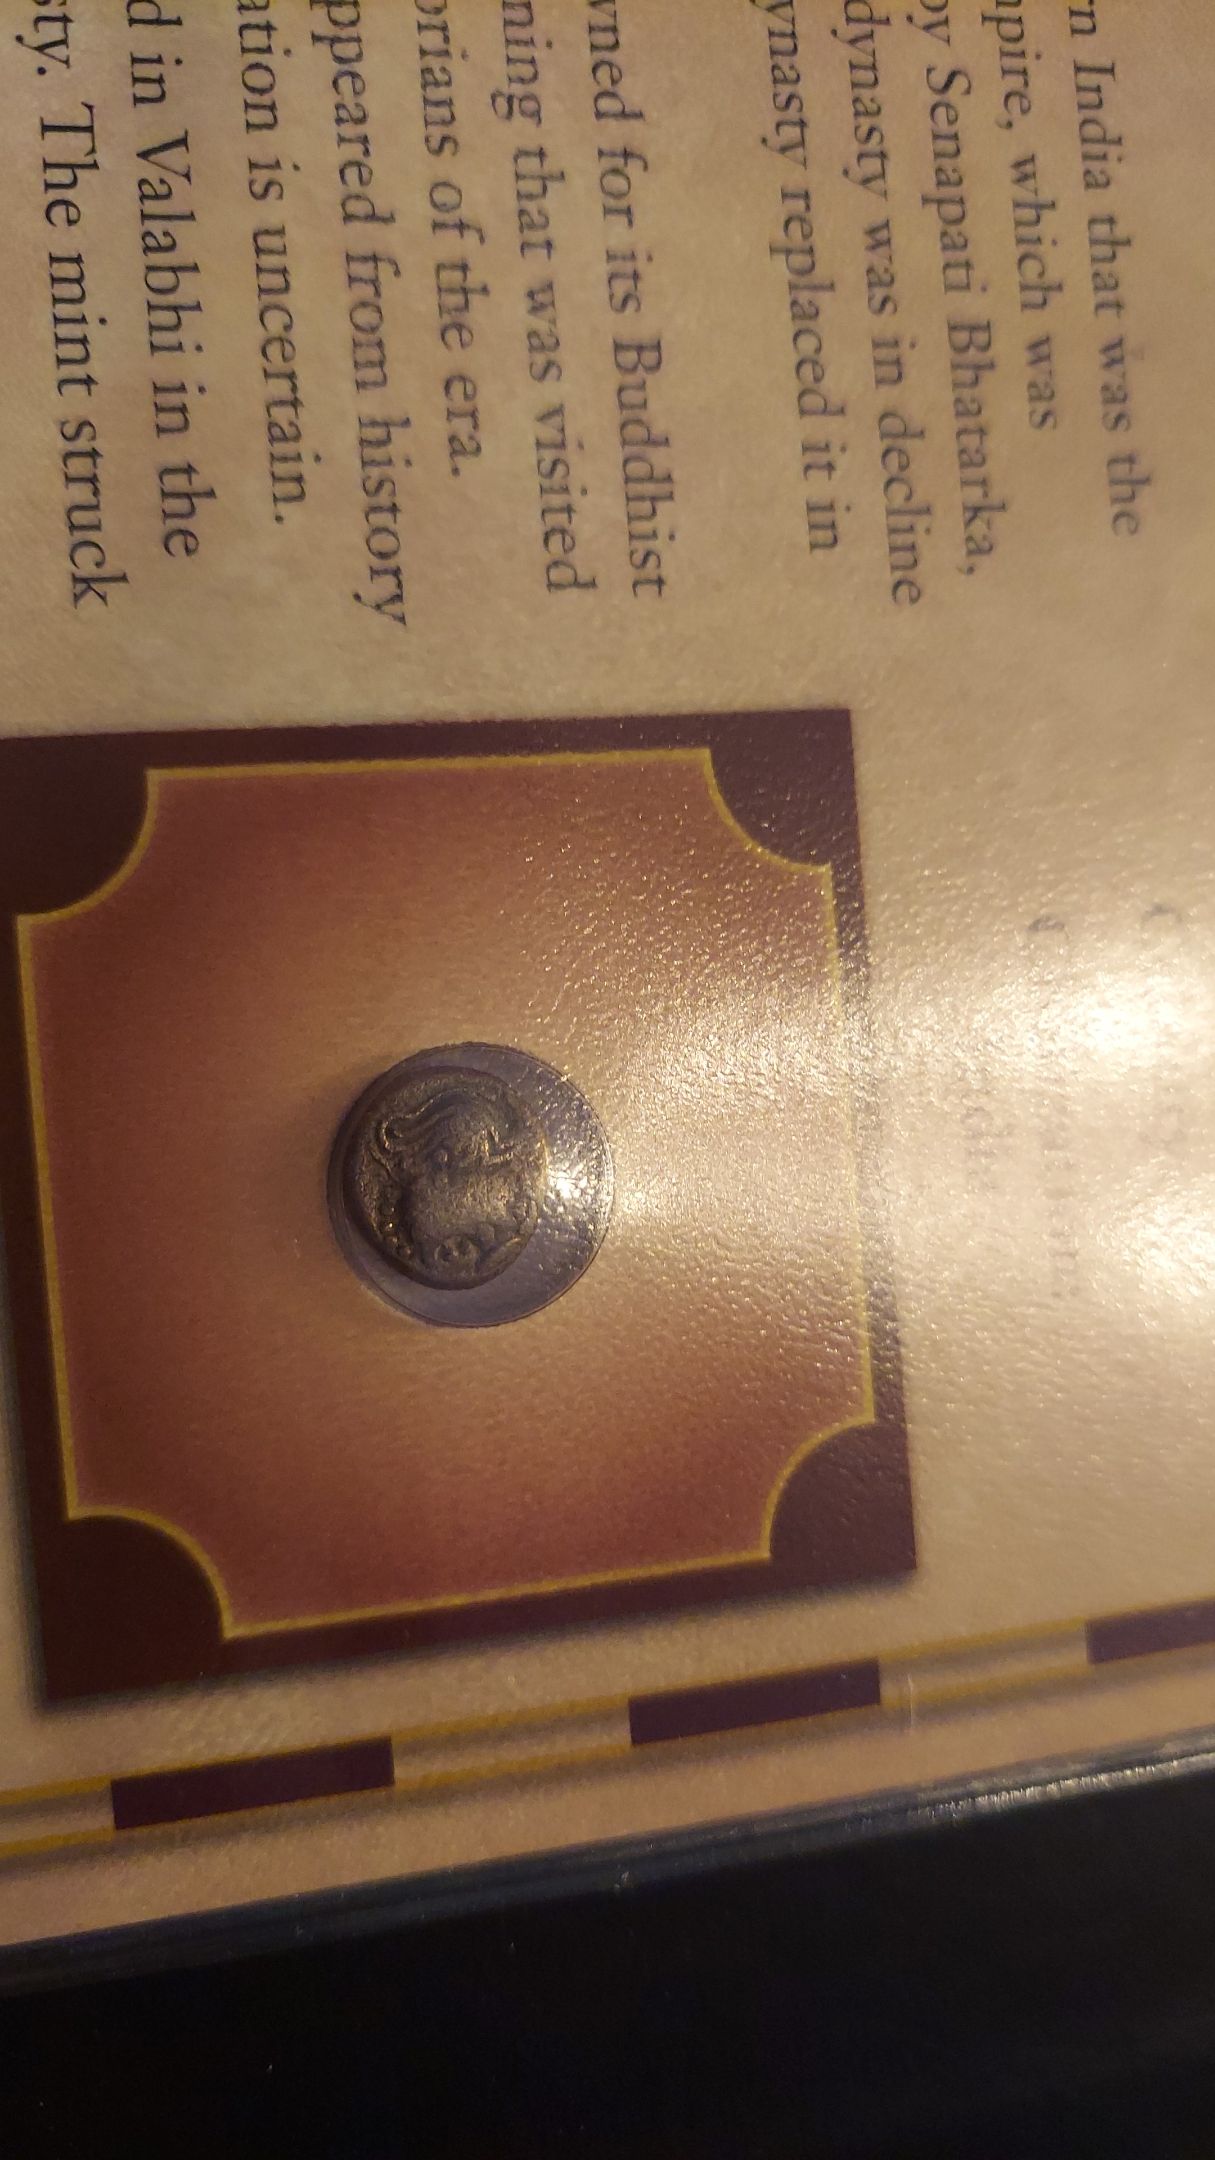 rn India that was the
pire, which was
by Senapati Bhatarka,
dynasty was in decline
ynasty replaced it in
wned for its Buddhist
ning that was visited
orians of the era.
ppeared from history
ation is uncertain.
d in Valabhi in the
sty. The mint struck